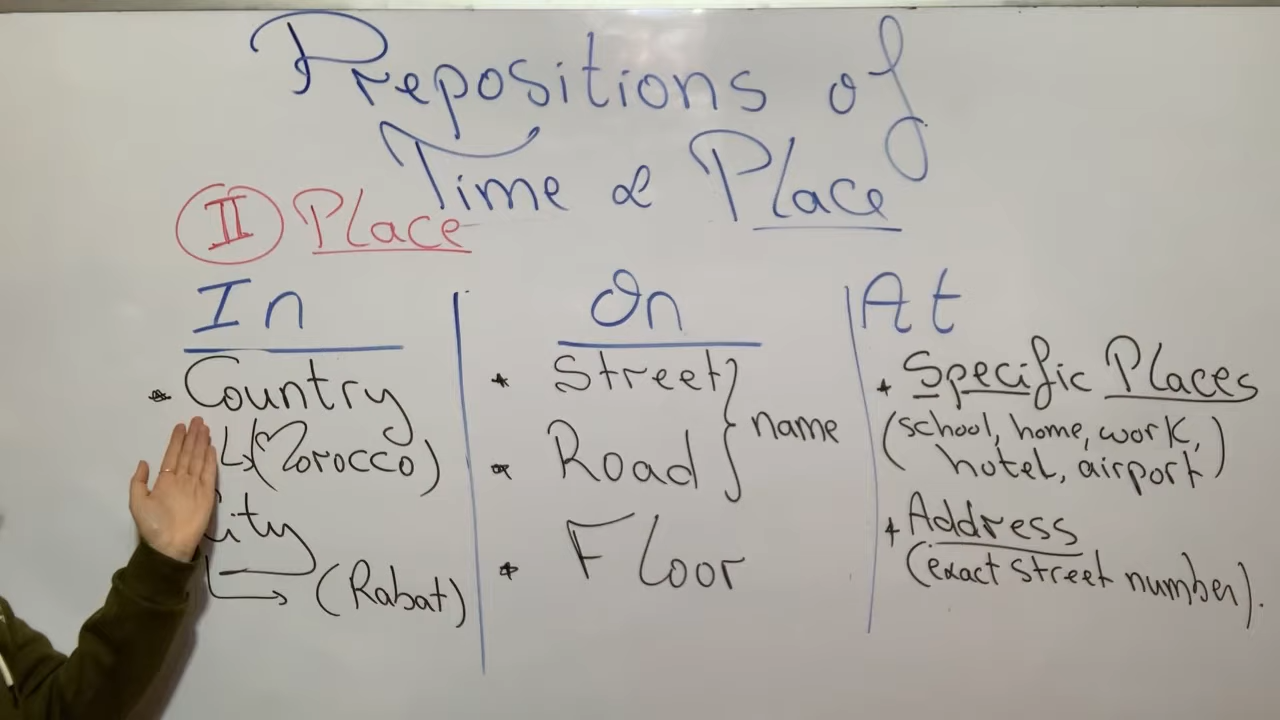 Prepositions of
Time & Place
II Place
In
* Country
(Morocco)
(Rabat)
On
* Street
* Road
} name
* Floor
At
* Specific Places
(school, home, work,
hotel, airport)
* Address
(exact street number).